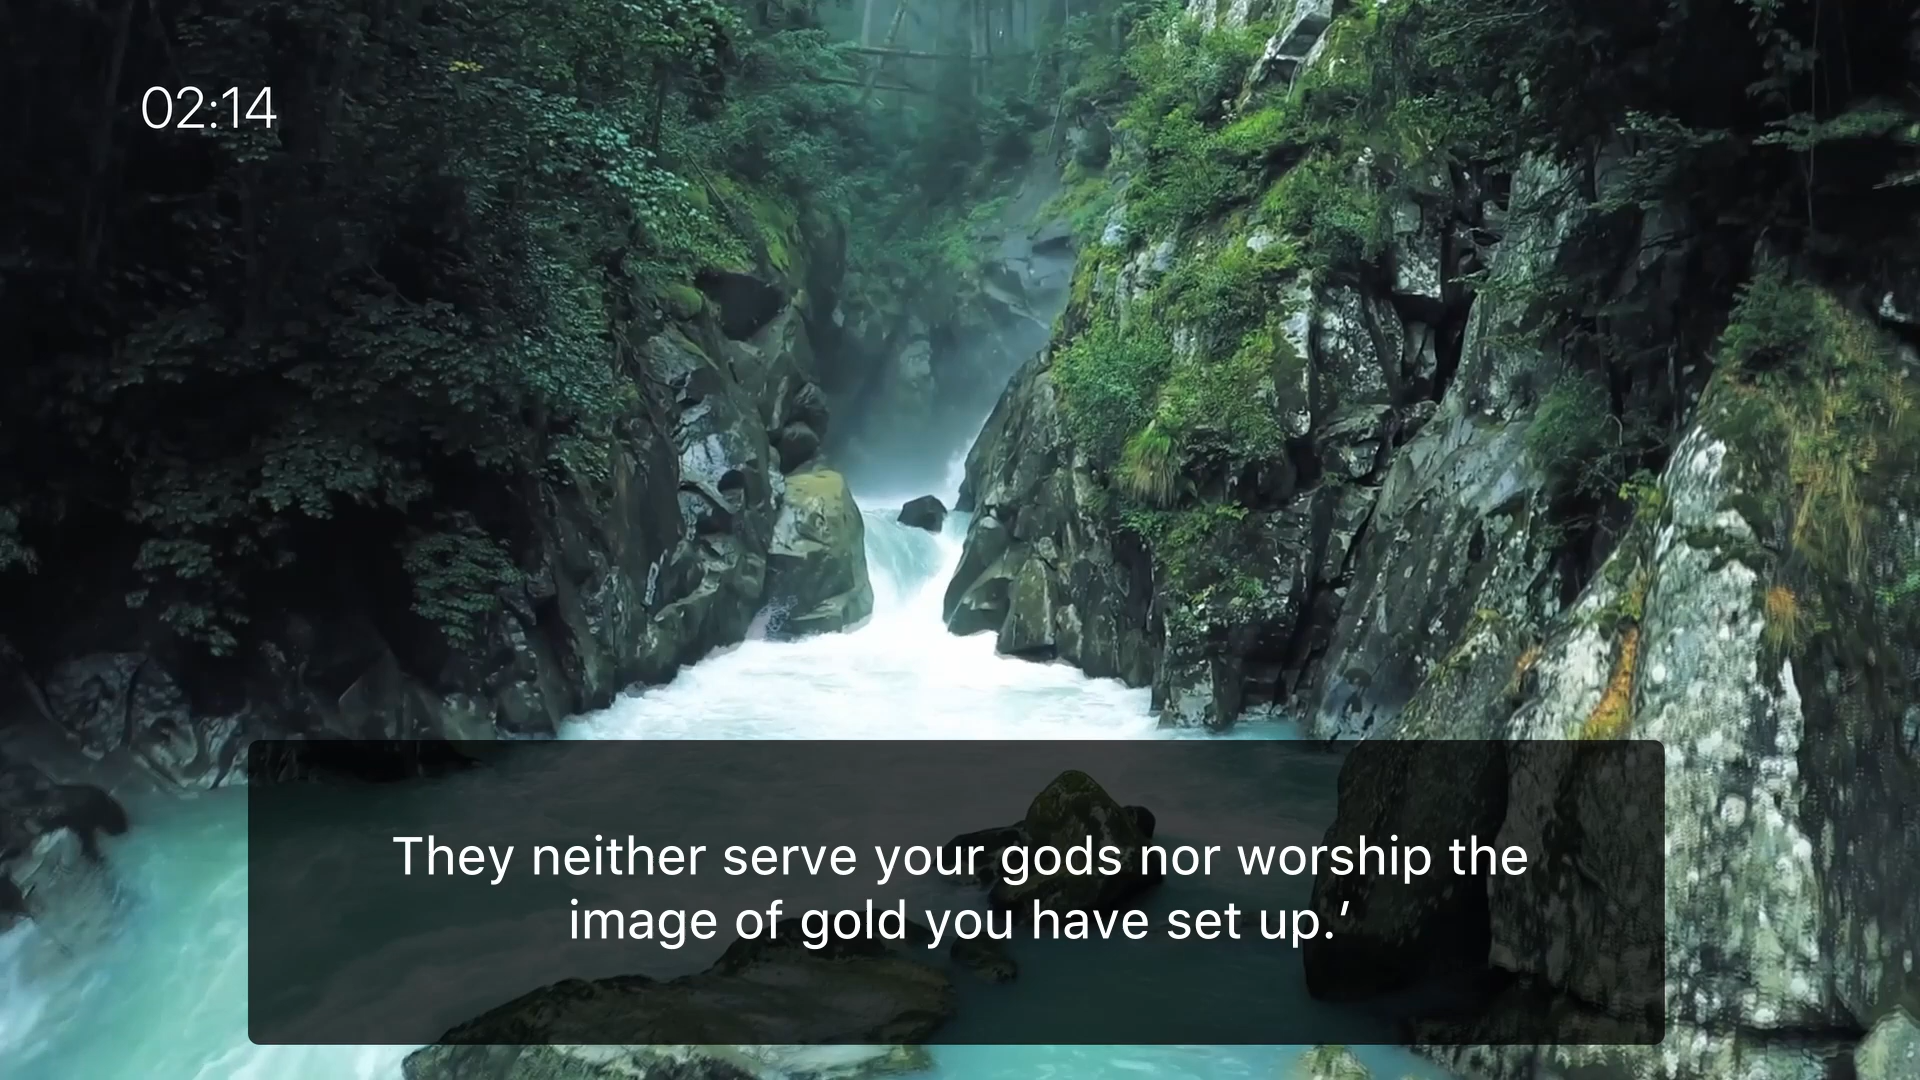 02:14
They neither serve your gods nor worship the
image of gold you have set up.’